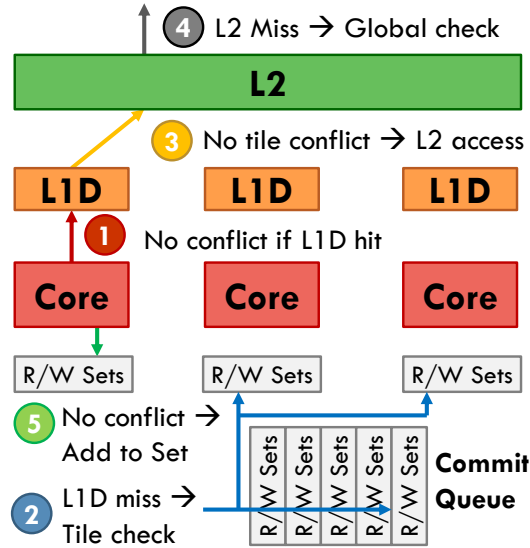 4 L2 Miss → Global check
L2
3 No tile conflict → L2 access
L1D L1D L1D
1 No conflict if L1D hit
Core Core Core
R/W Sets R/W Sets R/W Sets
5 No conflict →
Add to Set
2 L1D miss →
Tile check
R/W Sets
R/W Sets
R/W Sets
R/W Sets
R/W Sets
Commit
Queue